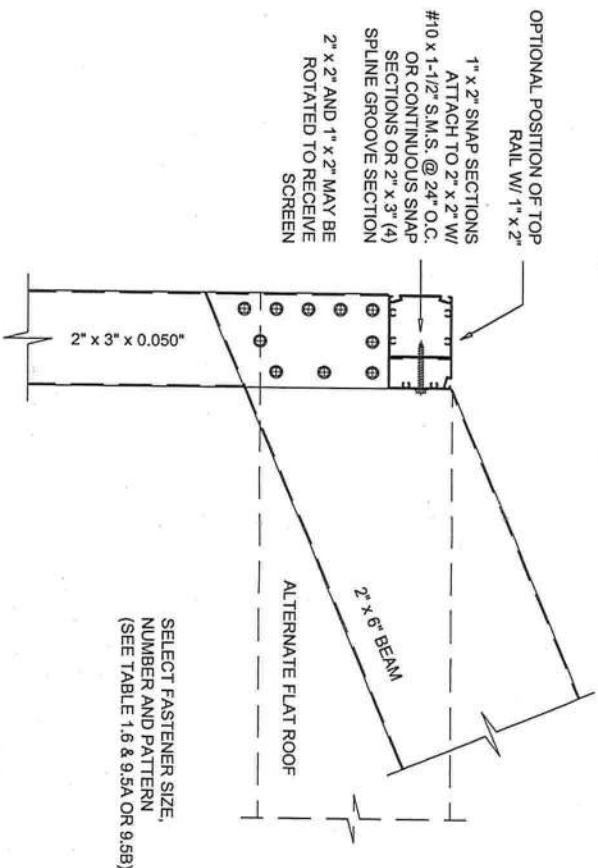 OPTIONAL POSITION OF TOP
RAIL W/ 1" x 2"
1" x 2" SNAP SECTIONS
ATTACH TO 2" x 2" W/
#10 x 1-1/2" S.M.S. @ 24" O.C.
OR CONTINUOUS SNAP
SECTIONS OR 2" x 3" (4)
SPLINE GROOVE SECTION
2" x 2" AND 1" x 2" MAY BE
ROTATED TO RECEIVE
SCREEN
2" x 3" x 0.050"
2" x 6" BEAM
ALTERNATE FLAT ROOF
SELECT FASTENER SIZE,
NUMBER AND PATTERN
(SEE TABLE 1.6 & 9.5A OR 9.5B)